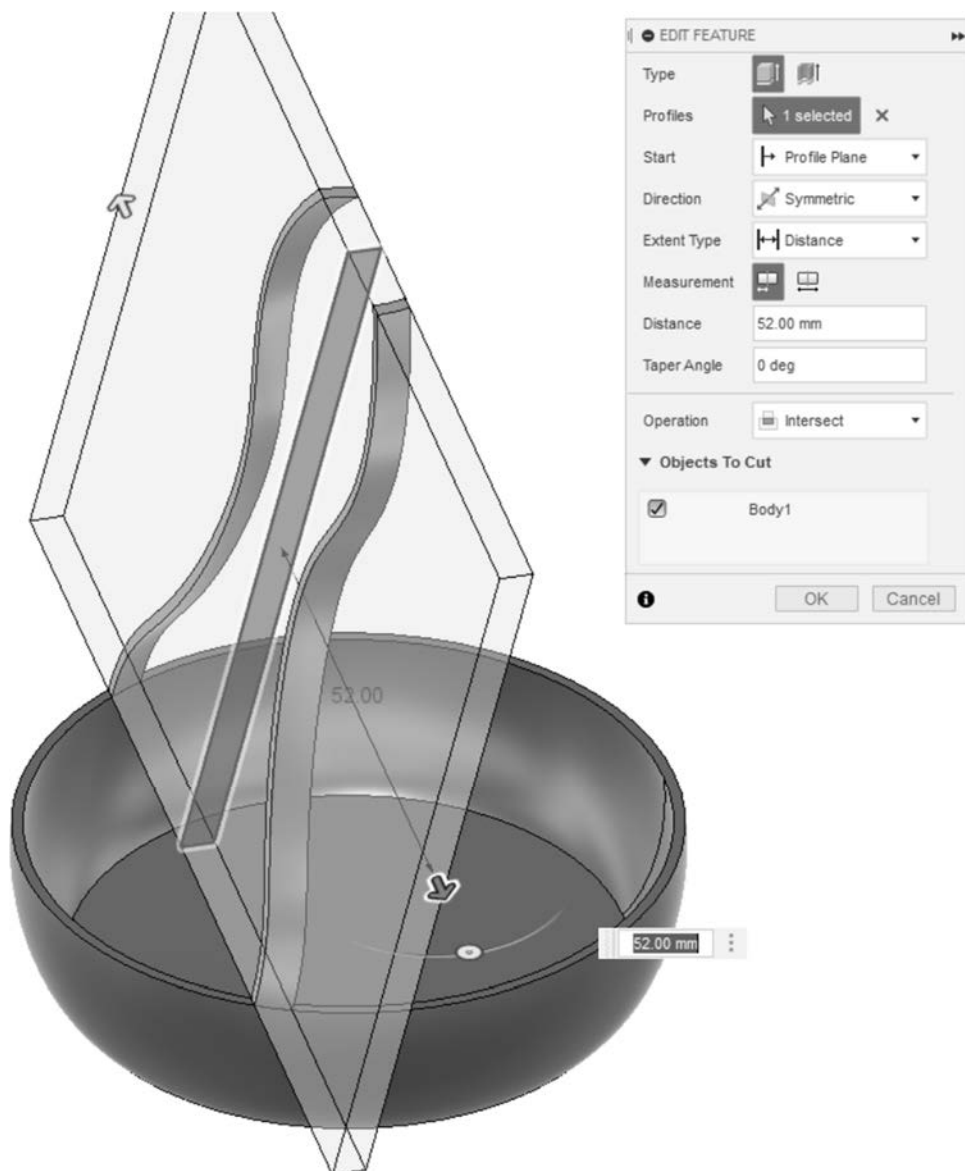 EDIT FEATURE
Type
Profiles 1 selected
Start Profile Plane
Direction Symmetric
Extent Type Distance
Measurement
Distance 52.00 mm
Taper Angle 0 deg
Operation Intersect
Objects To Cut
Body1
OK Cancel
52.00
52.00 mm